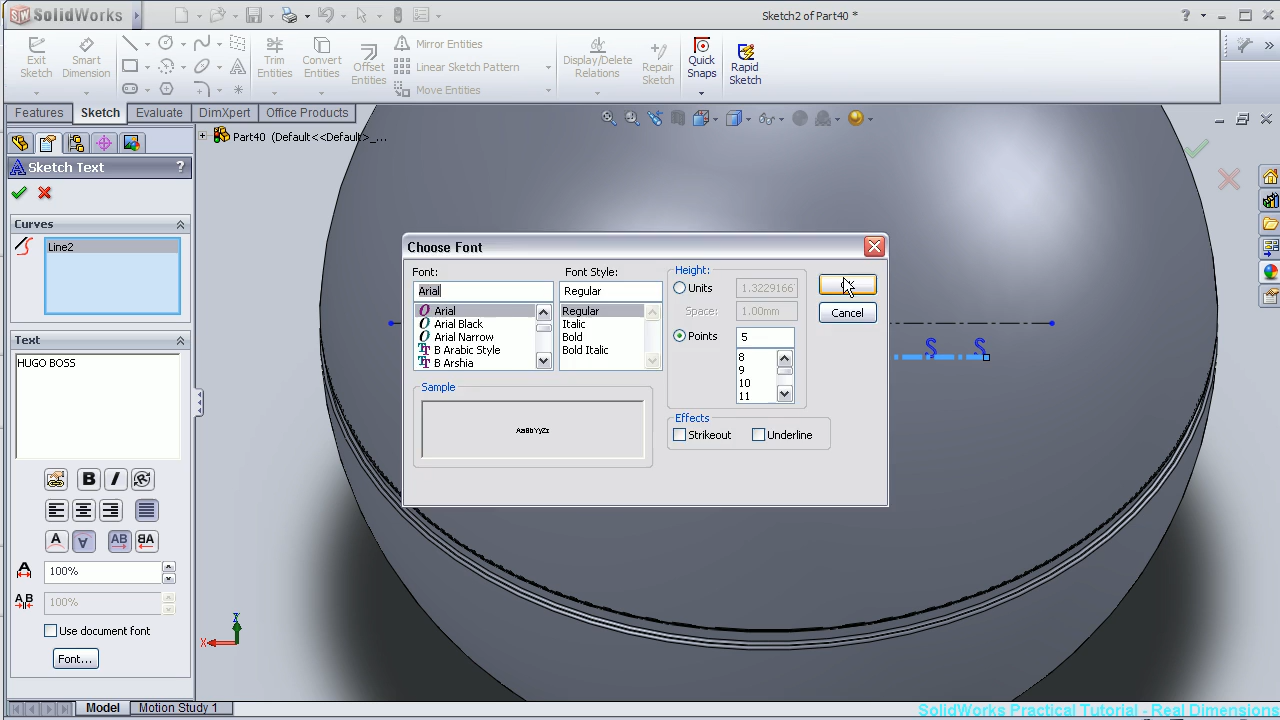 SolidWorks
Sketch2 of Part40 *
?
Exit Sketch
Smart Dimension
Trim Entities
Convert Entities
Offset Entities
Mirror Entities
Linear Sketch Pattern
Move Entities
Display/Delete Relations
Repair Sketch
Quick Snaps
Rapid Sketch
Features
Sketch
Evaluate
DimXpert
Office Products
Part40 (Default<<Default>_...
Sketch Text
?
Curves
Line2
Text
HUGO BOSS
B
I
A
A
AB
BA
100%
100%
Use document font
Font...
Choose Font
Font:
Arial
Arial
Arial Black
Arial Narrow
B Arabic Style
B Arshia
Font Style:
Regular
Regular
Italic
Bold
Bold Italic
Height:
Units
1.3229166
Space:
1.00mm
Points
5
8
9
10
11
Cancel
Sample
AaBbYyZz
Effects
Strikeout
Underline
S S
Z
X
Model
Motion Study 1
SolidWorks Practical Tutorial - Real Dimensions